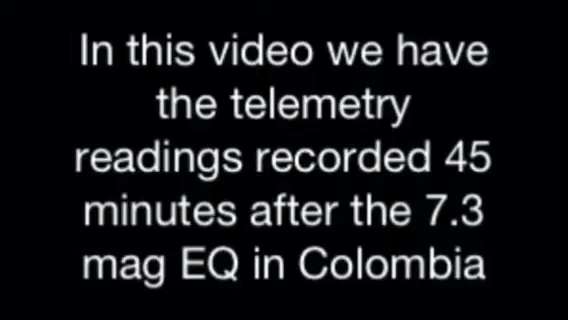 In this video we have
the telemetry
readings recorded 45
minutes after the 7.3
mag EQ in Colombia